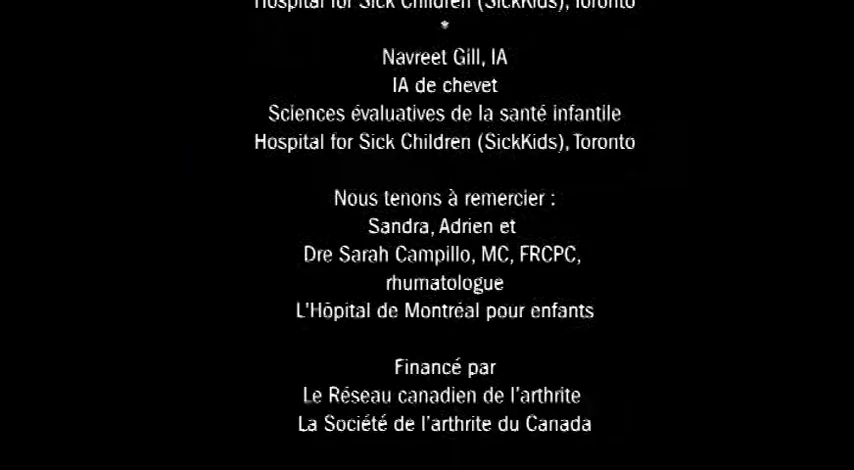 Hospital for Sick Children (SickKids), Toronto
*
Navreet Gill, IA
IA de chevet
Sciences évaluatives de la santé infantile
Hospital for Sick Children (SickKids), Toronto
Nous tenons à remercier :
Sandra, Adrien et
Dre Sarah Campillo, MC, FRCPC,
rhumatologue
L'Hôpital de Montréal pour enfants
Financé par
Le Réseau canadien de l'arthrite
La Société de l'arthrite du Canada